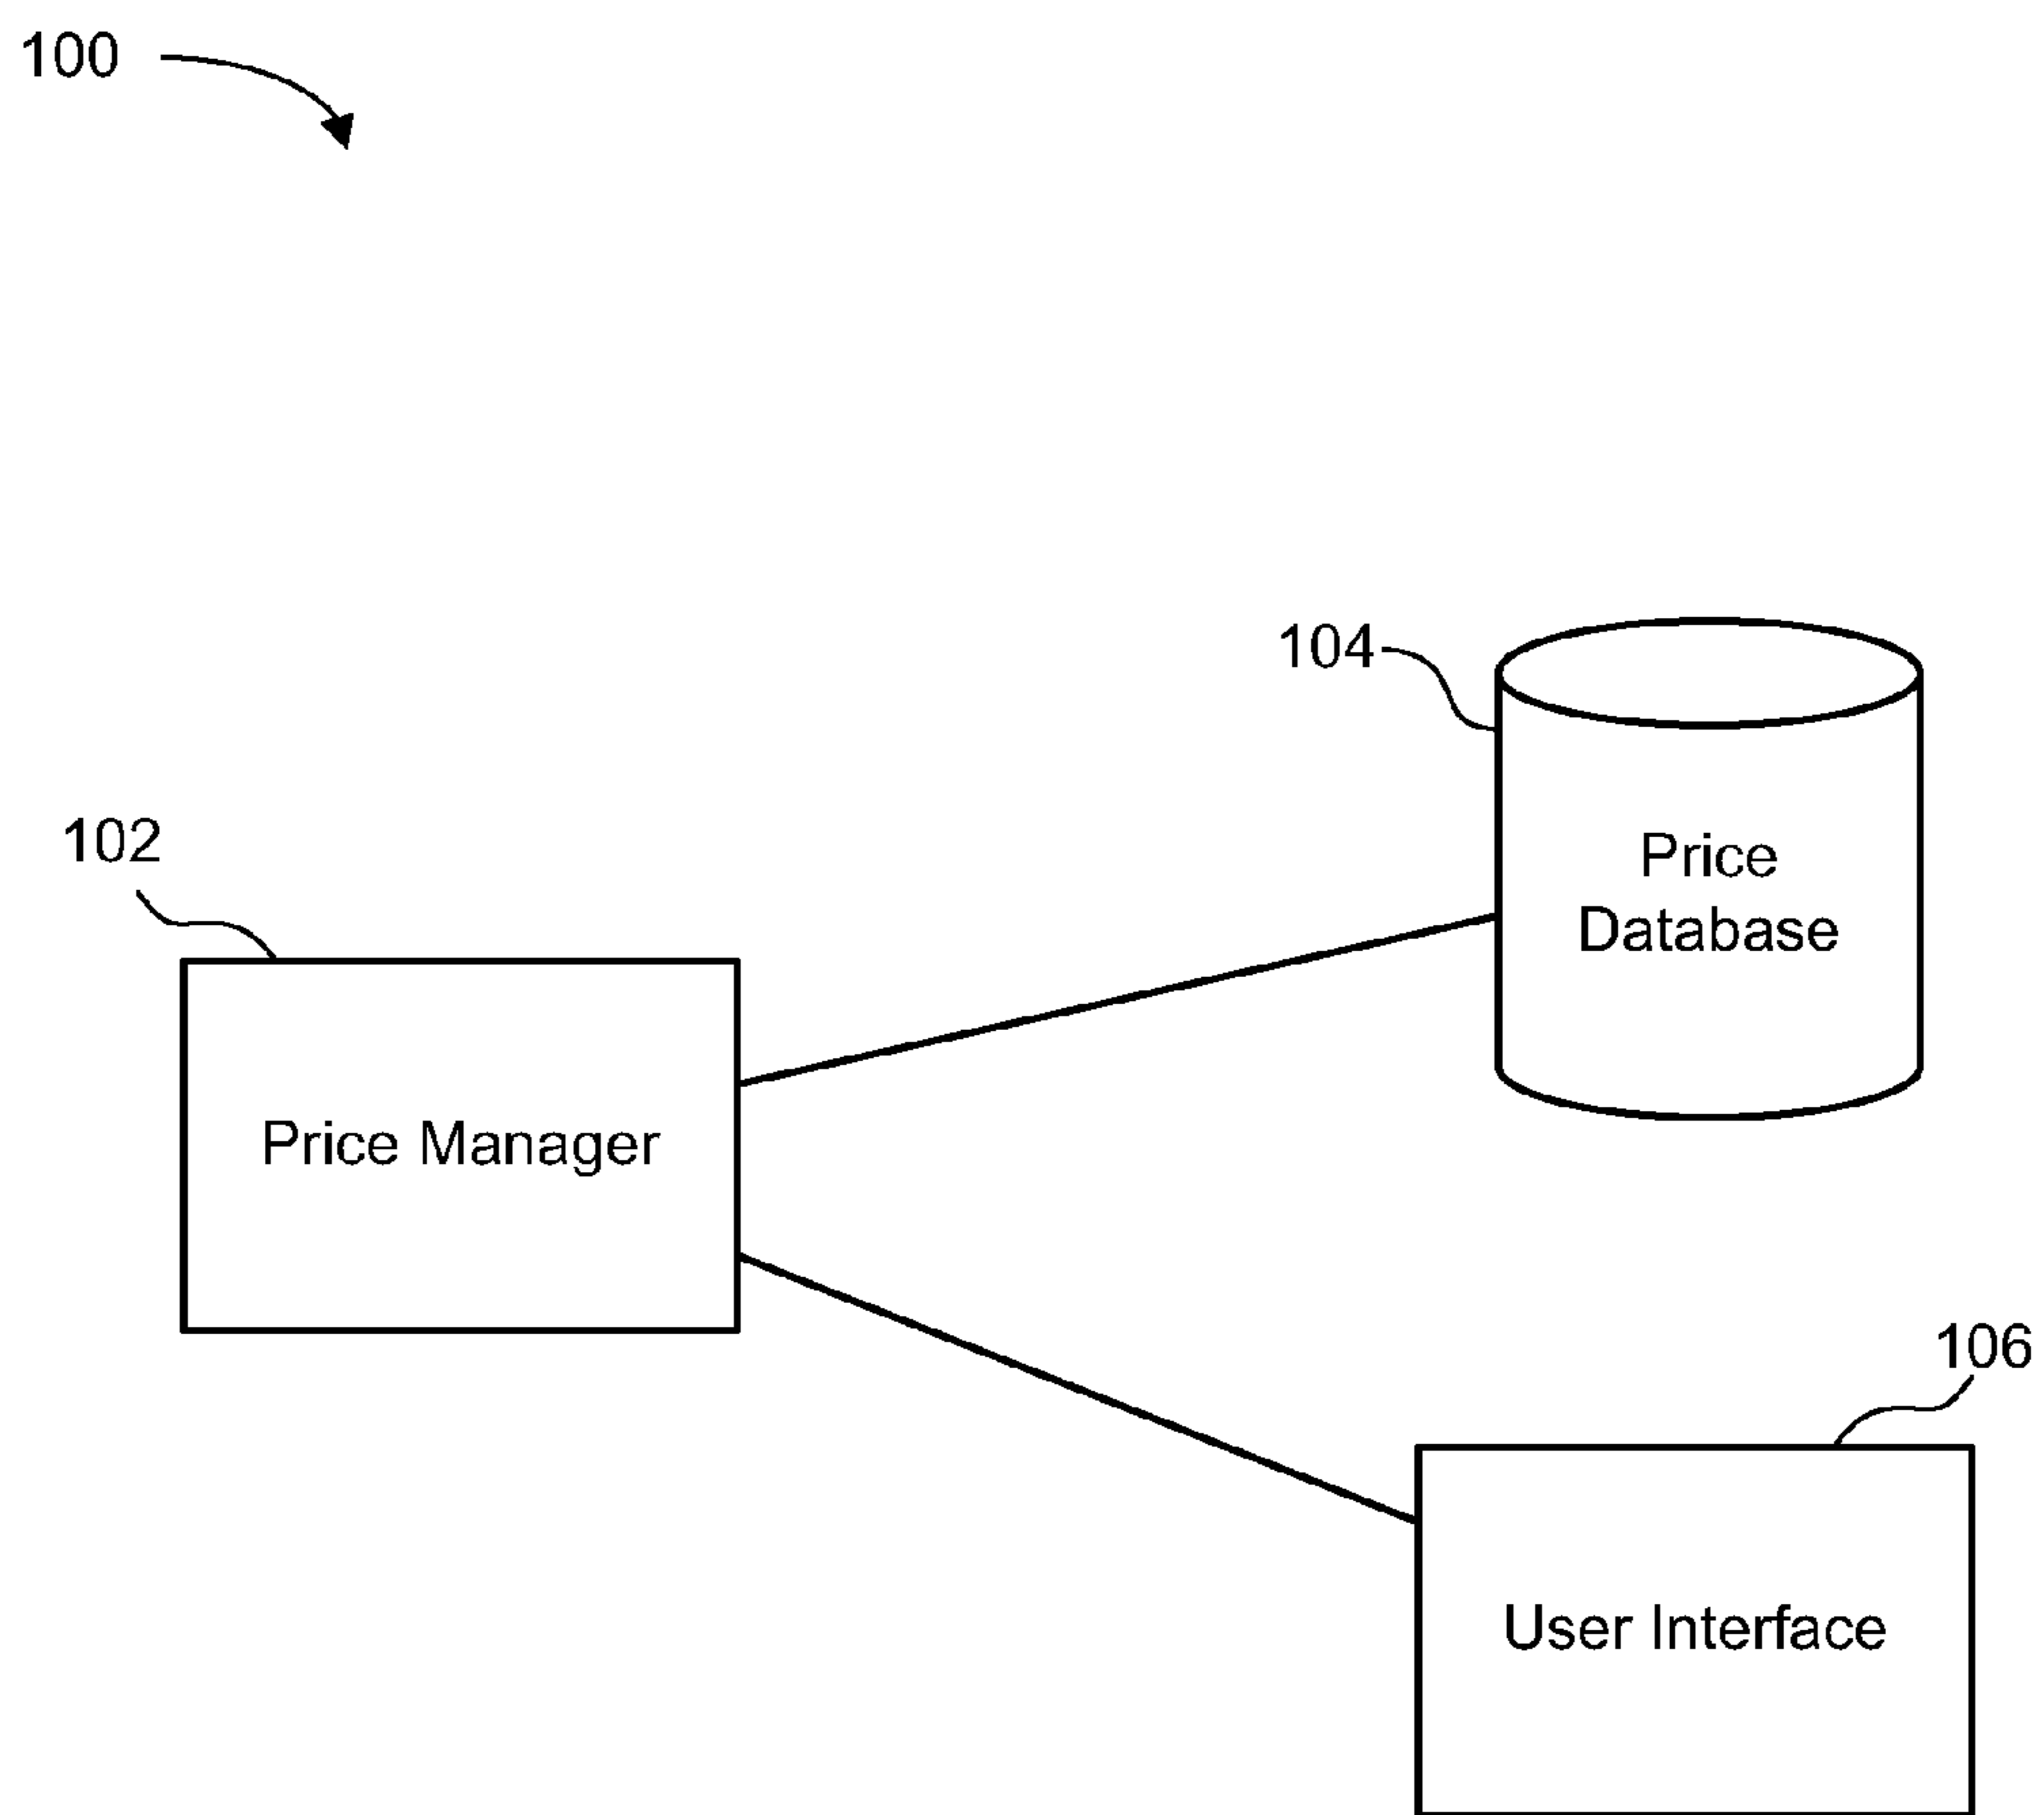 100
104
102
Price
Database
Price Manager
106
User Interface